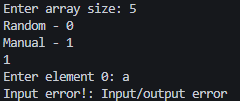 Enter array size: 5
Random - 0
Manual - 1
1
Enter element 0: a
Input error!: Input/output error